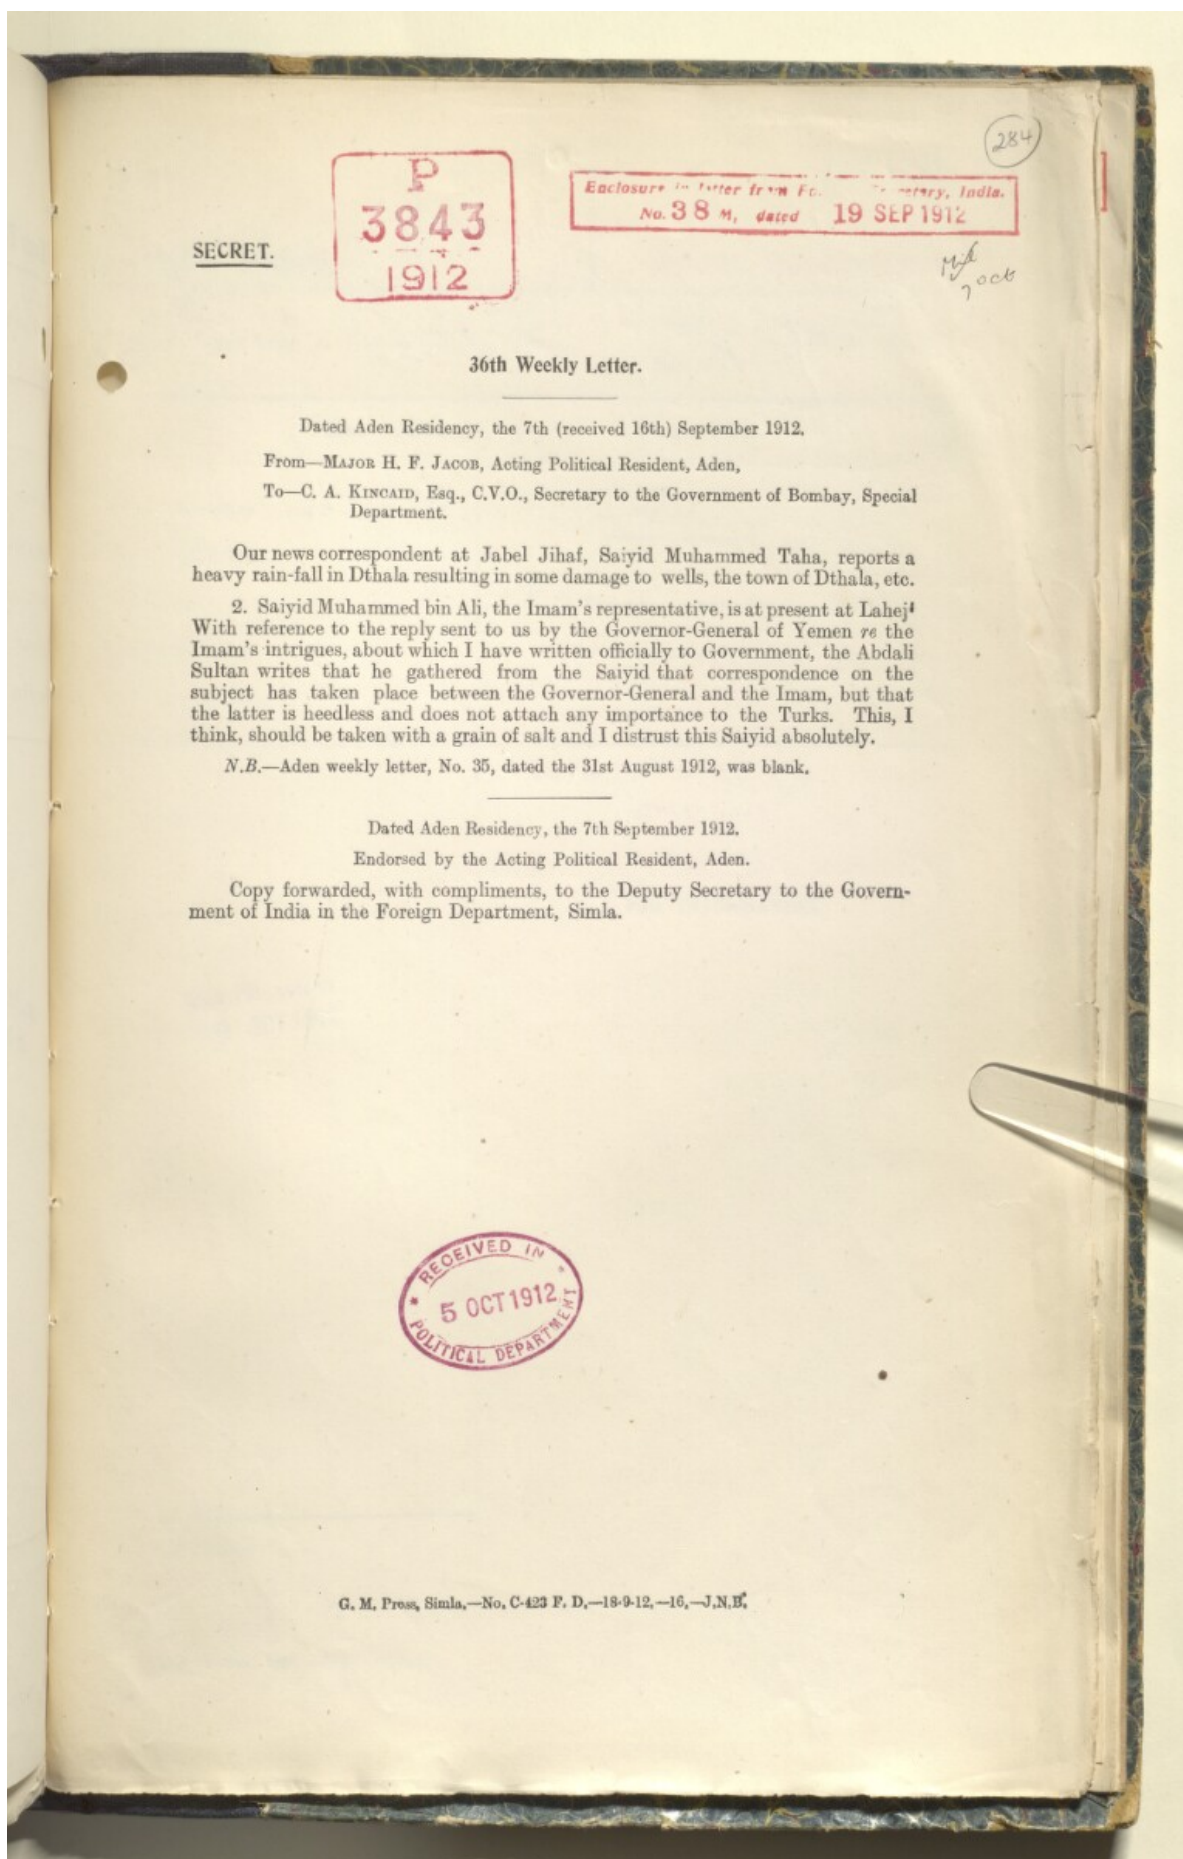 284
P
3843
1912
Enclosure in letter from Secretary, India.
No. 38 M, dated 19 SEP 1912
SECRET.
7 Oct
36th Weekly Letter.
Dated Aden Residency, the 7th (received 16th) September 1912.
From—MAJOR H. F. JACOB, Acting Political Resident, Aden,
To—C. A. KINCAID, Esq., C.V.O., Secretary to the Government of Bombay, Special
Department.
Our news correspondent at Jabel Jihaf, Saiyid Muhammed Taha, reports a
heavy rain-fall in Dthala resulting in some damage to wells, the town of Dthala, etc.
2. Saiyid Muhammed bin Ali, the Imam's representative, is at present at Lahej
With reference to the reply sent to us by the Governor-General of Yemen re the
Imam's intrigues, about which I have written officially to Government, the Abdali
Sultan writes that he gathered from the Saiyid that correspondence on the
subject has taken place between the Governor-General and the Imam, but that
the latter is heedless and does not attach any importance to the Turks. This, I
think, should be taken with a grain of salt and I distrust this Saiyid absolutely.
N.B.—Aden weekly letter, No. 35, dated the 31st August 1912, was blank.
Dated Aden Residency, the 7th September 1912.
Endorsed by the Acting Political Resident, Aden.
Copy forwarded, with compliments, to the Deputy Secretary to the Govern-
ment of India in the Foreign Department, Simla.
RECEIVED IN
5 OCT 1912
POLITICAL DEPARTMENT
G. M. Press, Simla.—No. C-423 F. D.—18-9-12.—16.—J.N.B.